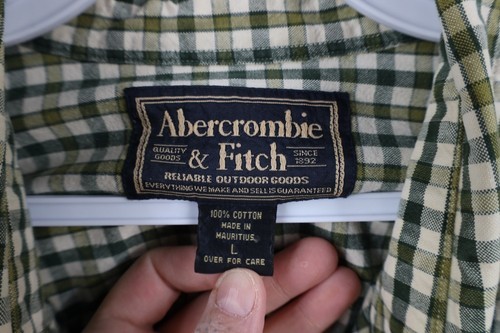 Abercrombie
QUALITY GOODS & Fitch SINCE 1892
RELIABLE OUTDOOR GOODS
EVERYTHING WE MAKE AND SELL IS GUARANTEED
100% COTTON
MADE IN
MAURITIUS
L
OVER FOR CARE